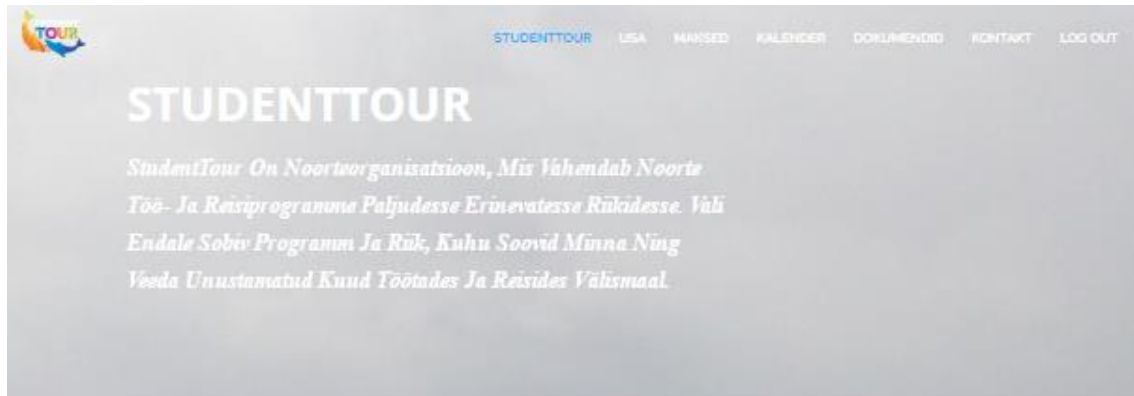 TOUR
STUDENTTOUR USA MAKSED KALENDER DOKUMENDID KONTAKT LOG OUT
STUDENTTOUR
StudentTour On Noorteorganisatsioon, Mis Vahendab Noorte
Töö- Ja Reisiprogramme Paljudesse Erinevatesse Riikidesse. Vali
Endale Sobiv Programm Ja Riik, Kuhu Soovid Minna Ning
Veeda Unustamatud Kuud Töötades Ja Reisides Välismaal.